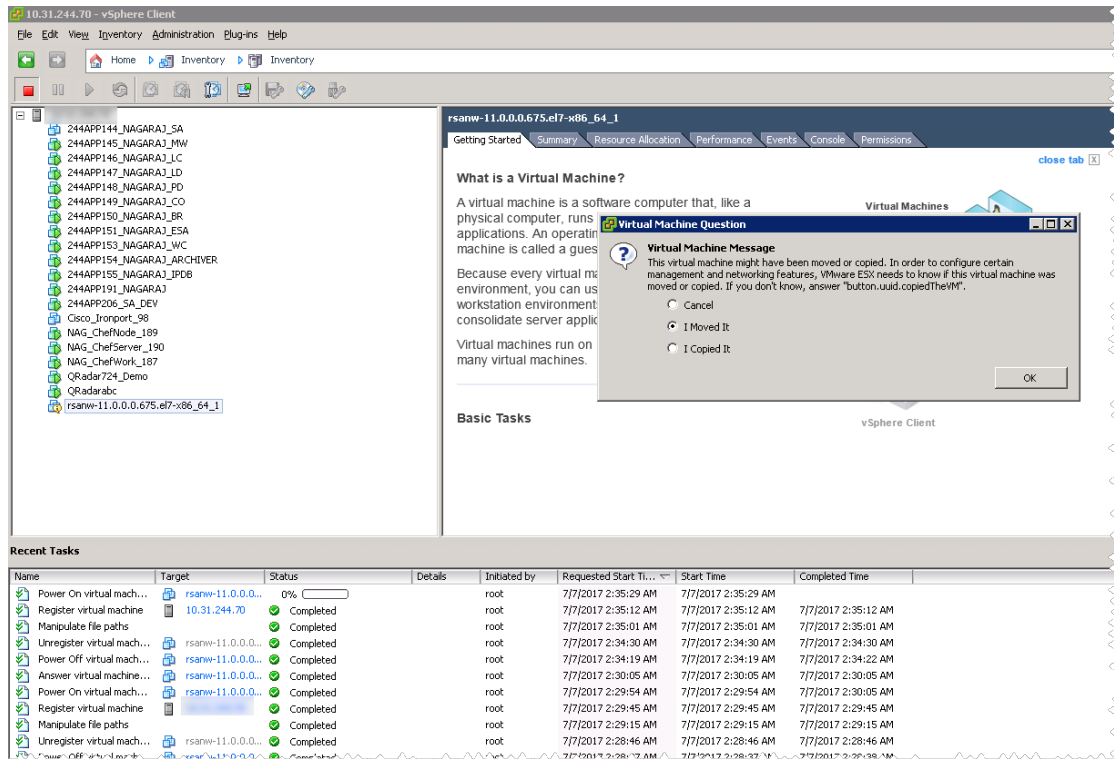 10.31.244.70 - vSphere Client
File Edit View Inventory Administration Plug-ins Help
Home Inventory Inventory
244APP144_NAGARAJ_SA
244APP145_NAGARAJ_MW
244APP146_NAGARAJ_LC
244APP147_NAGARAJ_LD
244APP148_NAGARAJ_PD
244APP149_NAGARAJ_CO
244APP150_NAGARAJ_BR
244APP151_NAGARAJ_ESA
244APP153_NAGARAJ_WC
244APP154_NAGARAJ_ARCHIVER
244APP155_NAGARAJ_IPDB
244APP191_NAGARAJ
244APP206_SA_DEV
Cisco_Ironport_98
NAG_ChefNode_189
NAG_ChefServer_190
NAG_ChefWork_187
QRadar724_Demo
QRadarabc
rsanw-11.0.0.0.675.el7-x86_64_1
rsanw-11.0.0.0.675.el7-x86_64_1
Getting Started Summary Resource Allocation Performance Events Console Permissions
close tab X
What is a Virtual Machine?
A virtual machine is a software computer that, like a
physical computer, runs
applications. An operatin
machine is called a gues
Because every virtual ma
environment, you can us
workstation environment
consolidate server applic
Virtual machines run on
many virtual machines.
Basic Tasks
Virtual Machines
vSphere Client
Virtual Machine Question
Virtual Machine Message
This virtual machine might have been moved or copied. In order to configure certain
management and networking features, VMware ESX needs to know if this virtual machine was
moved or copied. If you don't know, answer "button.uuid.copiedTheVM".
Cancel
I Moved It
I Copied It
OK
Recent Tasks
Name Target Status Details Initiated by Requested Start Ti... Start Time Completed Time
Power On virtual mach... rsanw-11.0.0.0... 0% root 7/7/2017 2:35:29 AM 7/7/2017 2:35:29 AM
Register virtual machine 10.31.244.70 Completed root 7/7/2017 2:35:12 AM 7/7/2017 2:35:12 AM 7/7/2017 2:35:12 AM
Manipulate file paths Completed root 7/7/2017 2:35:01 AM 7/7/2017 2:35:01 AM 7/7/2017 2:35:01 AM
Unregister virtual mach... rsanw-11.0.0.0... Completed root 7/7/2017 2:34:30 AM 7/7/2017 2:34:30 AM 7/7/2017 2:34:30 AM
Power Off virtual mach... rsanw-11.0.0.0... Completed root 7/7/2017 2:34:19 AM 7/7/2017 2:34:19 AM 7/7/2017 2:34:22 AM
Answer virtual machine... rsanw-11.0.0.0... Completed root 7/7/2017 2:30:05 AM 7/7/2017 2:30:05 AM 7/7/2017 2:30:05 AM
Power On virtual mach... rsanw-11.0.0.0... Completed root 7/7/2017 2:29:54 AM 7/7/2017 2:29:54 AM 7/7/2017 2:30:05 AM
Register virtual machine Completed root 7/7/2017 2:29:45 AM 7/7/2017 2:29:45 AM 7/7/2017 2:29:45 AM
Manipulate file paths Completed root 7/7/2017 2:29:15 AM 7/7/2017 2:29:15 AM 7/7/2017 2:29:15 AM
Unregister virtual mach... rsanw-11.0.0.0... Completed root 7/7/2017 2:28:46 AM 7/7/2017 2:28:46 AM 7/7/2017 2:28:46 AM